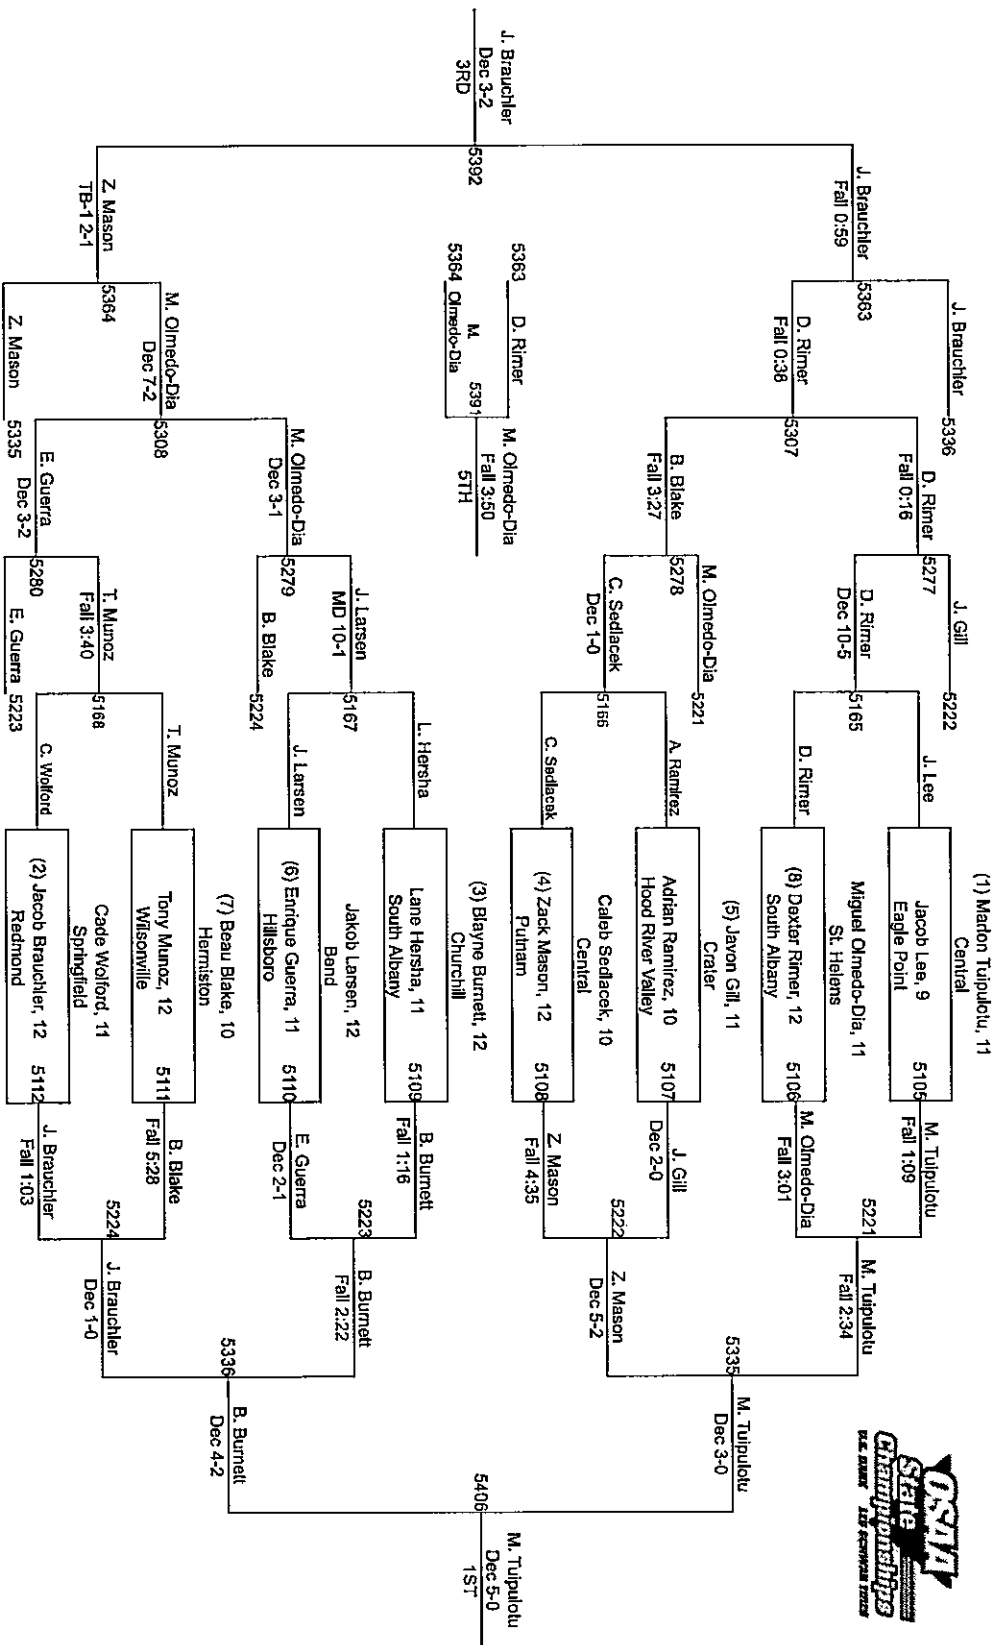 OSAA
State
Championships
(1) Marlon Tuipulotu, 11
Central
Jacob Lee, 9
Eagle Point
5105
Miguel Olmedo-Dia, 11
St. Helens
(8) Dexter Rimer, 12
South Albany
5106
(5) Javon Gill, 11
Crater
Adrian Ramirez, 10
Hood River Valley
5107
Caleb Sedlacek, 10
Central
(4) Zack Mason, 12
Putnam
5108
(3) Blayne Burnett, 12
Churchill
Lane Hersha, 11
South Albany
5109
Jakob Larsen, 12
Bend
(6) Enrique Guerra, 11
Hillsboro
5110
(7) Beau Blake, 10
Hermiston
Tony Munoz, 12
Wilsonville
5111
Cade Wolford, 11
Springfield
(2) Jacob Brauchler, 12
Redmond
5112
M. Tuipulotu
Fall 1:09
M. Olmedo-Dia
Fall 3:01
J. Gill
Dec 2-0
Z. Mason
Fall 4:35
B. Burnett
Fall 1:16
E. Guerra
Dec 2-1
B. Blake
Fall 5:28
J. Brauchler
Fall 1:03
5221
M. Tuipulotu
Fall 2:34
5222
Z. Mason
Dec 5-2
5223
B. Burnett
Fall 2:22
5224
J. Brauchler
Dec 1-0
5335
M. Tuipulotu
Dec 3-0
5336
B. Burnett
Dec 4-2
5406
M. Tuipulotu
Dec 5-0
1ST
J. Lee
D. Rimer
A. Ramirez
C. Sedlacek
L. Hersha
J. Larsen
T. Munoz
C. Wolford
J. Gill
5222
5165
D. Rimer
Dec 10-5
M. Olmedo-Dia
5221
5166
C. Sedlacek
Dec 1-0
5167
J. Larsen
MD 10-1
B. Blake
5224
5168
T. Munoz
Fall 3:40
E. Guerra
5223
5277
D. Rimer
Fall 0:16
5278
B. Blake
Fall 3:27
5279
M. Olmedo-Dia
Dec 3-1
5280
E. Guerra
Dec 3-2
J. Brauchler
5336
5307
D. Rimer
Fall 0:38
5308
M. Olmedo-Dia
Dec 7-2
Z. Mason
5335
5363
J. Brauchler
Fall 0:59
5364
Z. Mason
TB-1 2-1
5392
J. Brauchler
Dec 3-2
3RD
5363
D. Rimer
5364
M.
Olmedo-Dia
5391
M. Olmedo-Dia
Fall 3:50
5TH